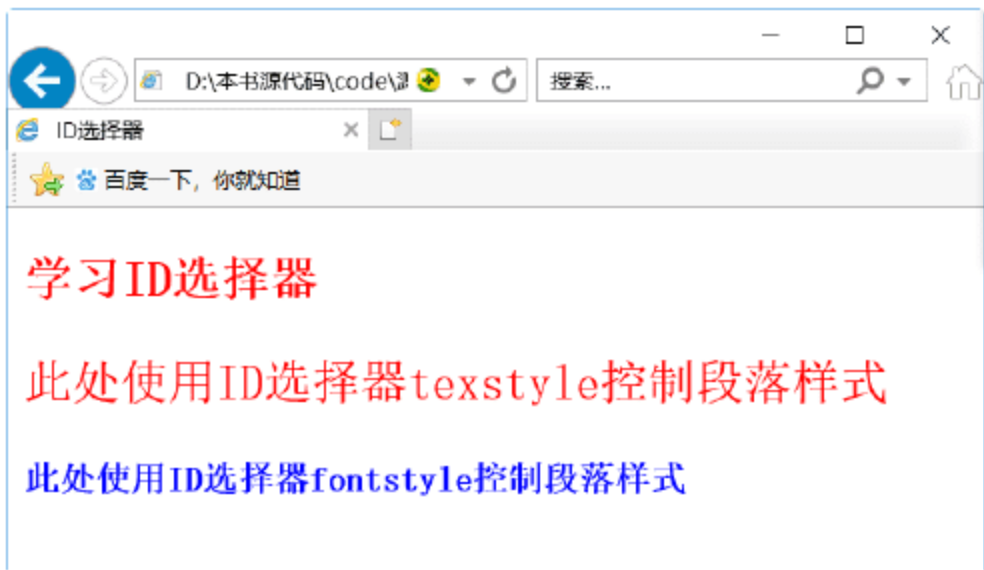 D:\本书源代码\code\
搜索...
ID选择器
百度一下，你就知道
学习ID选择器
此处使用ID选择器texstyle控制段落样式
此处使用ID选择器fontstyle控制段落样式